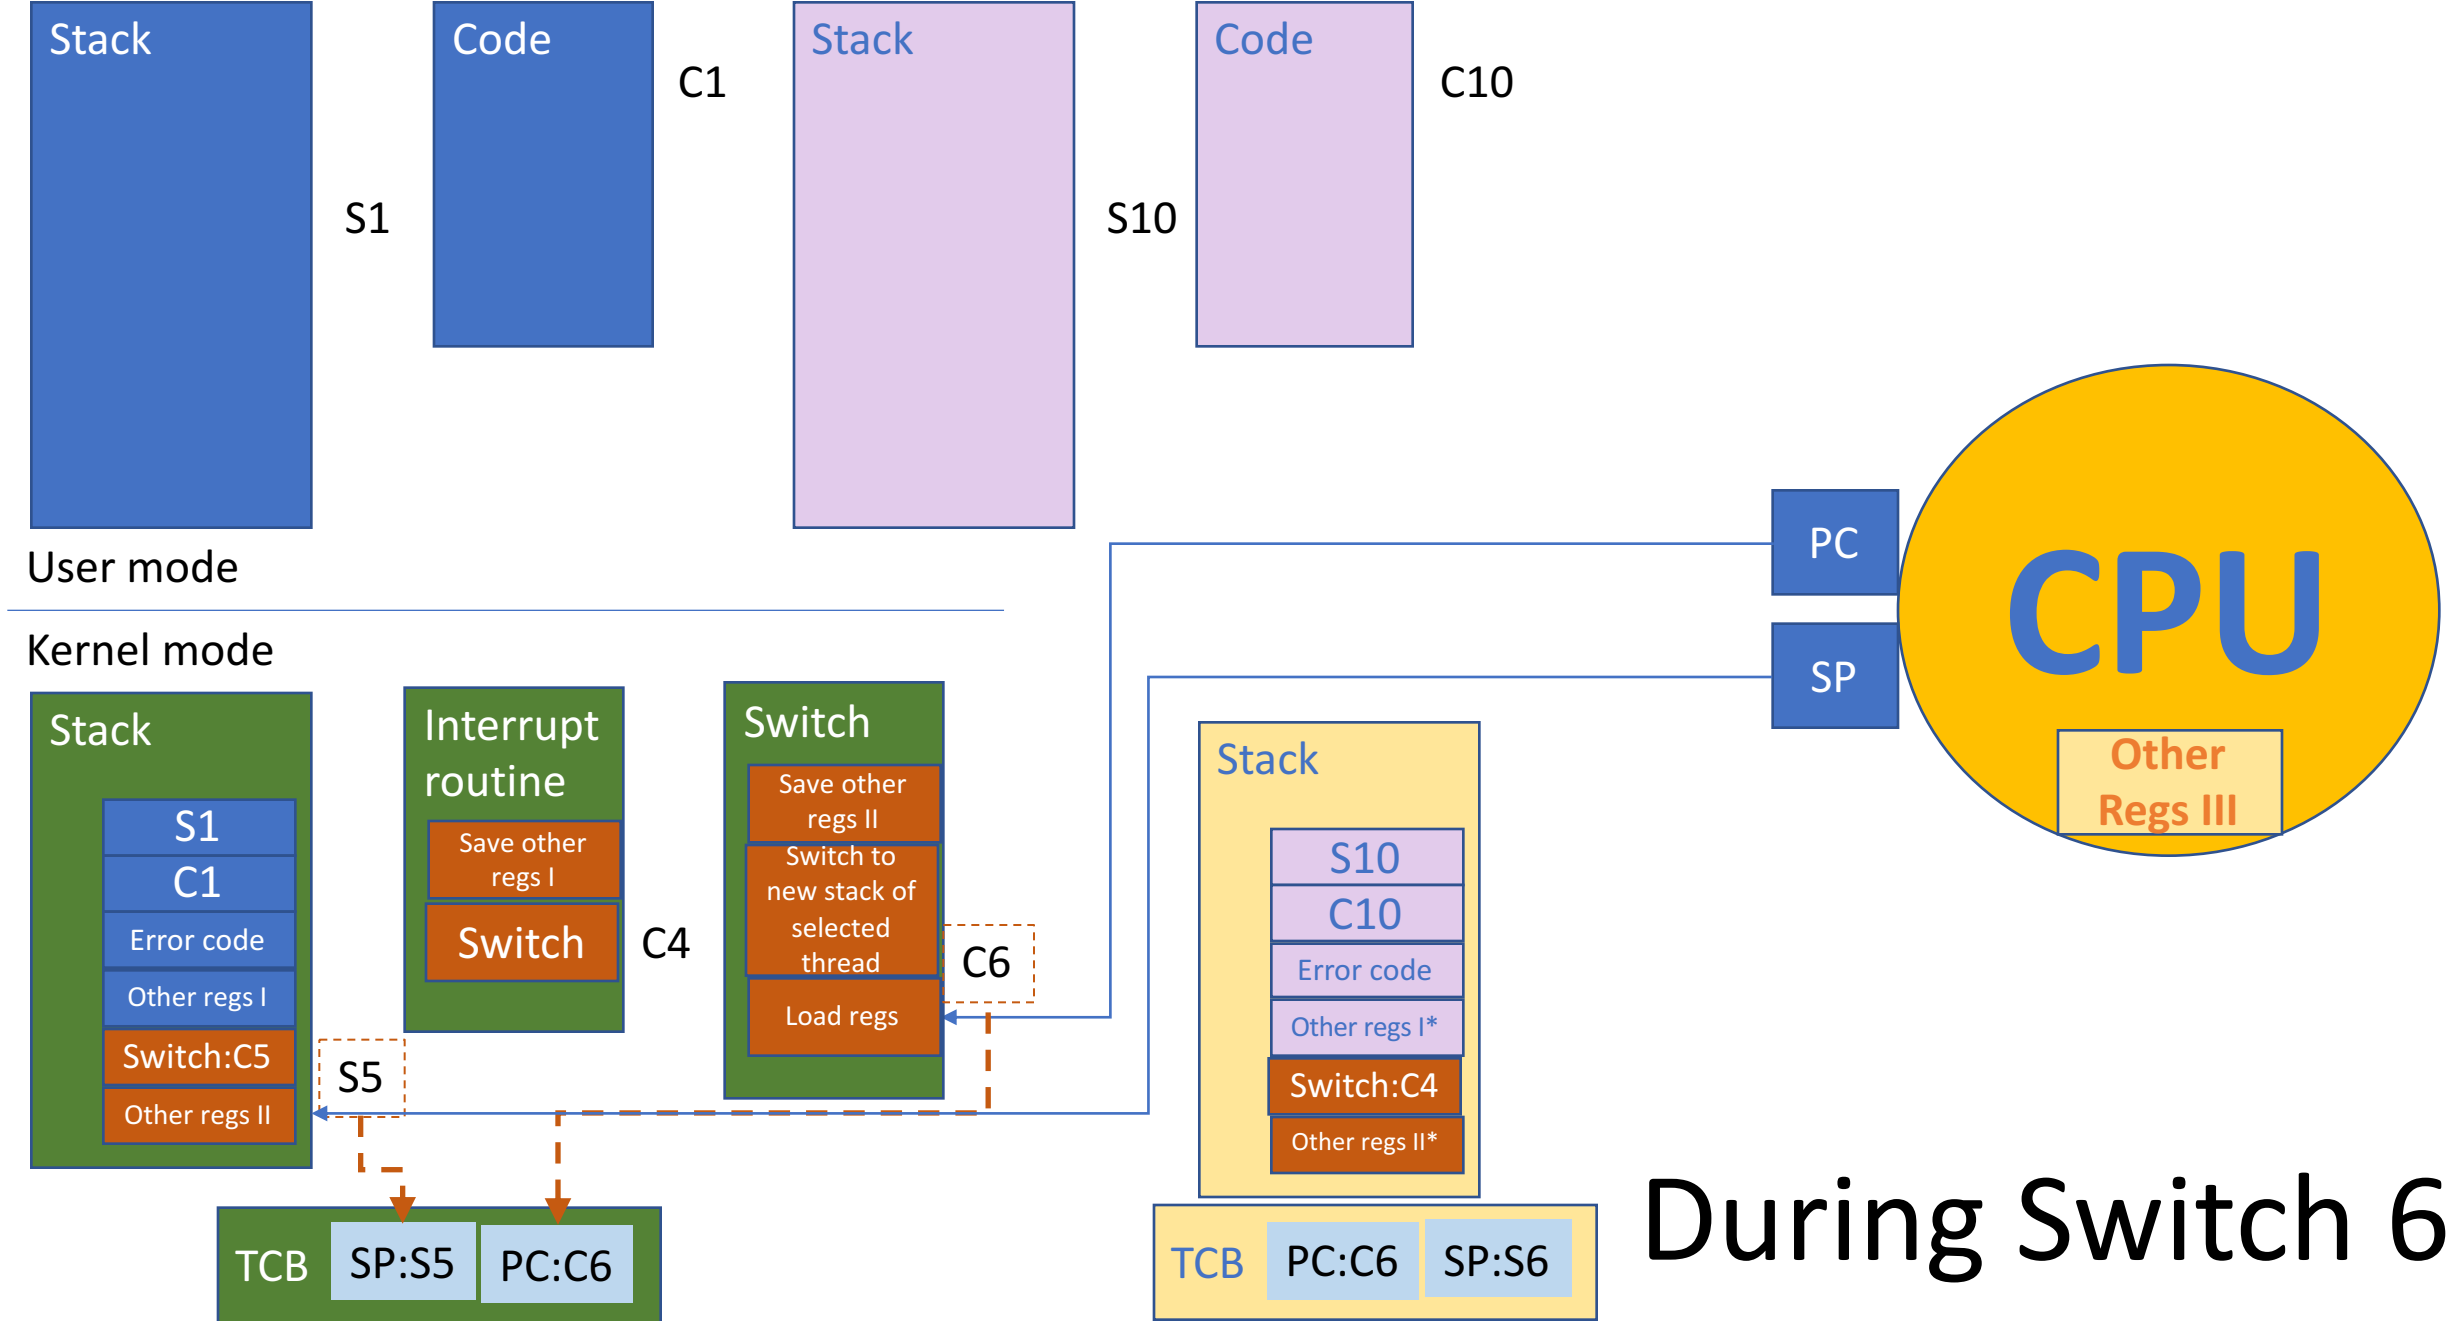 Stack
Code
C1
S1
Stack
Code
C10
S10
User mode
Kernel mode
Stack
S1
C1
Error code
Other regs I
Switch:C5
Other regs II
S5
Interrupt
routine
Save other
regs I
Switch
C4
Switch
Save other
regs II
Switch to
new stack of
selected
thread
Load regs
C6
Stack
S10
C10
Error code
Other regs I*
Switch:C4
Other regs II*
PC
SP
CPU
Other
Regs III
TCB
SP:S5
PC:C6
TCB
PC:C6
SP:S6
During Switch 6